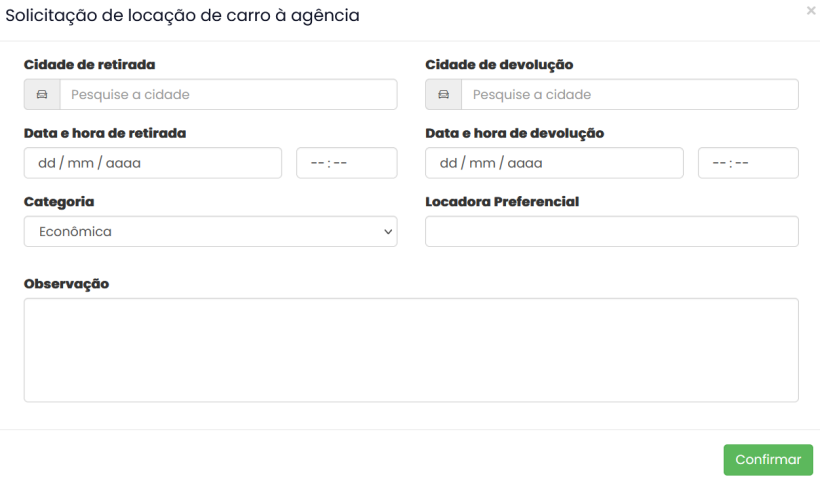 Solicitação de locação de carro à agência ×
Cidade de retirada Cidade de devolução
Pesquise a cidade Pesquise a cidade
Data e hora de retirada Data e hora de devolução
dd / mm / aaaa -- : -- dd / mm / aaaa -- : --
Categoria Locadora Preferencial
Econômica
Observação
Confirmar